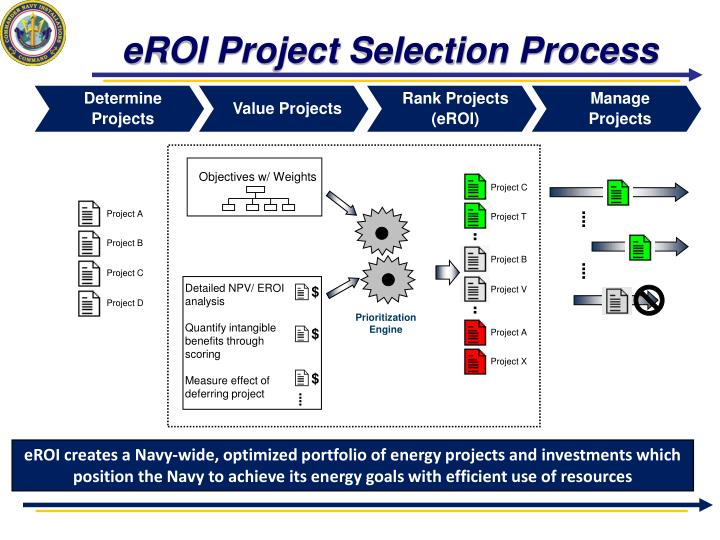 eROI Project Selection Process
Determine
Projects
Value Projects
Rank Projects
(eROI)
Manage
Projects
Project A
Project B
Project C
Project D
Objectives w/ Weights
Detailed NPV/ EROI
analysis
$
Quantify intangible
benefits through
scoring
$
Measure effect of
deferring project
$
Prioritization
Engine
Project C
Project T
Project B
Project V
Project A
Project X
eROI creates a Navy-wide, optimized portfolio of energy projects and investments which
position the Navy to achieve its energy goals with efficient use of resources
COMMANDER NAVY INSTALLATIONS
COMMAND